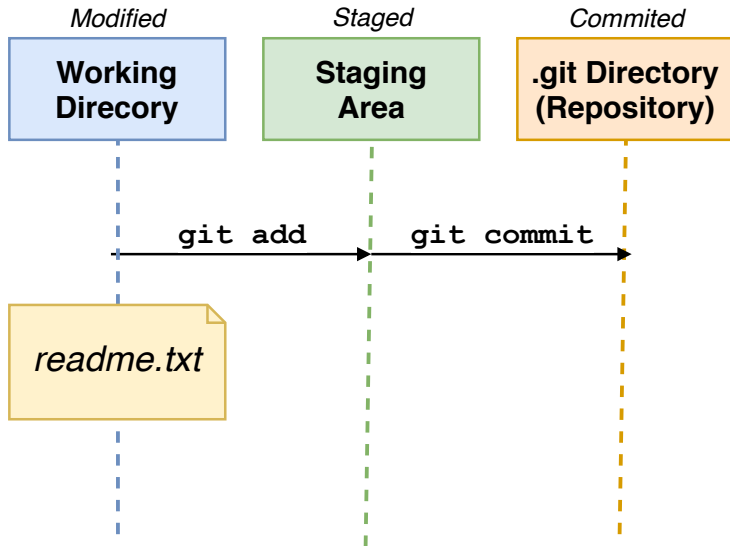 Modified
Staged
Commited
Working
Direcory
Staging
Area
.git Directory
(Repository)
git add
git commit
readme.txt